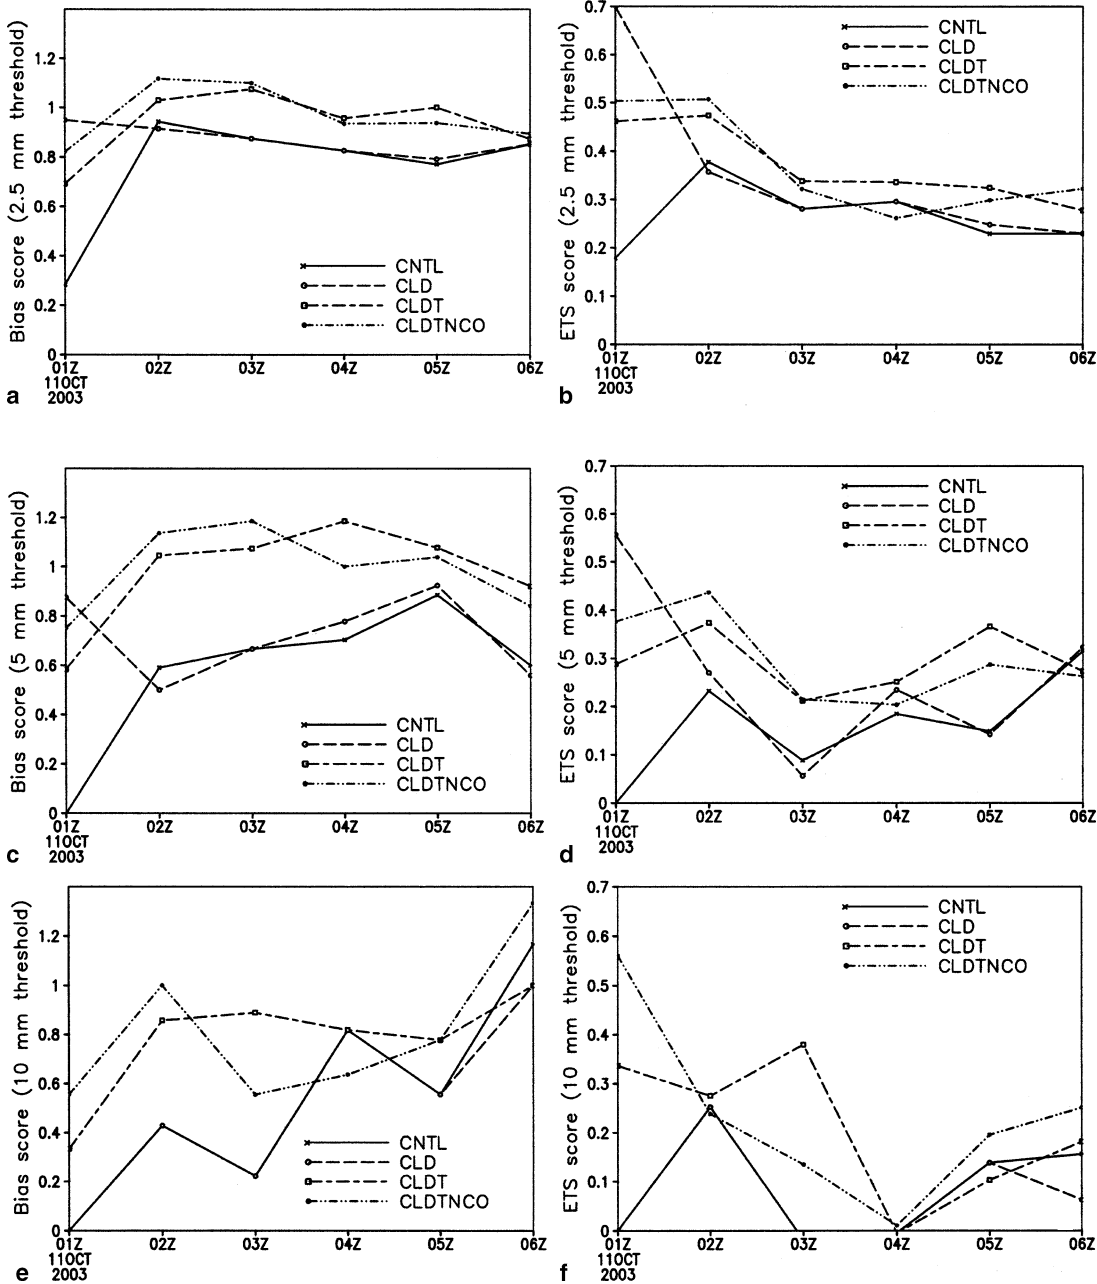 Bias score (2.5 mm threshold)
1.2
1
0.8
0.6
0.4
0.2
0
CNTL
CLD
CLDT
CLDTNCO
01Z 02Z 03Z 04Z 05Z 06Z
11OCT
2003
a
ETS score (2.5 mm threshold)
0.7
0.6
0.5
0.4
0.3
0.2
0.1
0
CNTL
CLD
CLDT
CLDTNCO
01Z 02Z 03Z 04Z 05Z 06Z
11OCT
2003
b
Bias score (5 mm threshold)
1.2
1
0.8
0.6
0.4
0.2
0
CNTL
CLD
CLDT
CLDTNCO
01Z 02Z 03Z 04Z 05Z 06Z
11OCT
2003
c
ETS score (5 mm threshold)
0.7
0.6
0.5
0.4
0.3
0.2
0.1
0
CNTL
CLD
CLDT
CLDTNCO
01Z 02Z 03Z 04Z 05Z 06Z
11OCT
2003
d
Bias score (10 mm threshold)
1.2
1
0.8
0.6
0.4
0.2
0
CNTL
CLD
CLDT
CLDTNCO
01Z 02Z 03Z 04Z 05Z 06Z
11OCT
2003
e
ETS score (10 mm threshold)
0.7
0.6
0.5
0.4
0.3
0.2
0.1
0
CNTL
CLD
CLDT
CLDTNCO
01Z 02Z 03Z 04Z 05Z 06Z
11OCT
2003
f